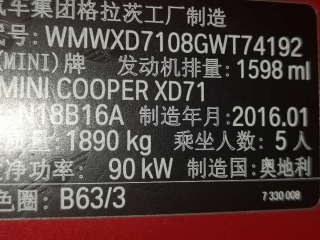 汽车集团格拉茨工厂制造
代号: WMWXD7108GWT74192
(MINI)牌 发动机排量: 1598 ml
MINI COOPER XD71
N18B16A 制造年月: 2016.01
质量: 1890 kg 乘坐人数: 5 人
净功率: 90 kW 制造国: 奥地利
色圈: B63/3 7 330 008